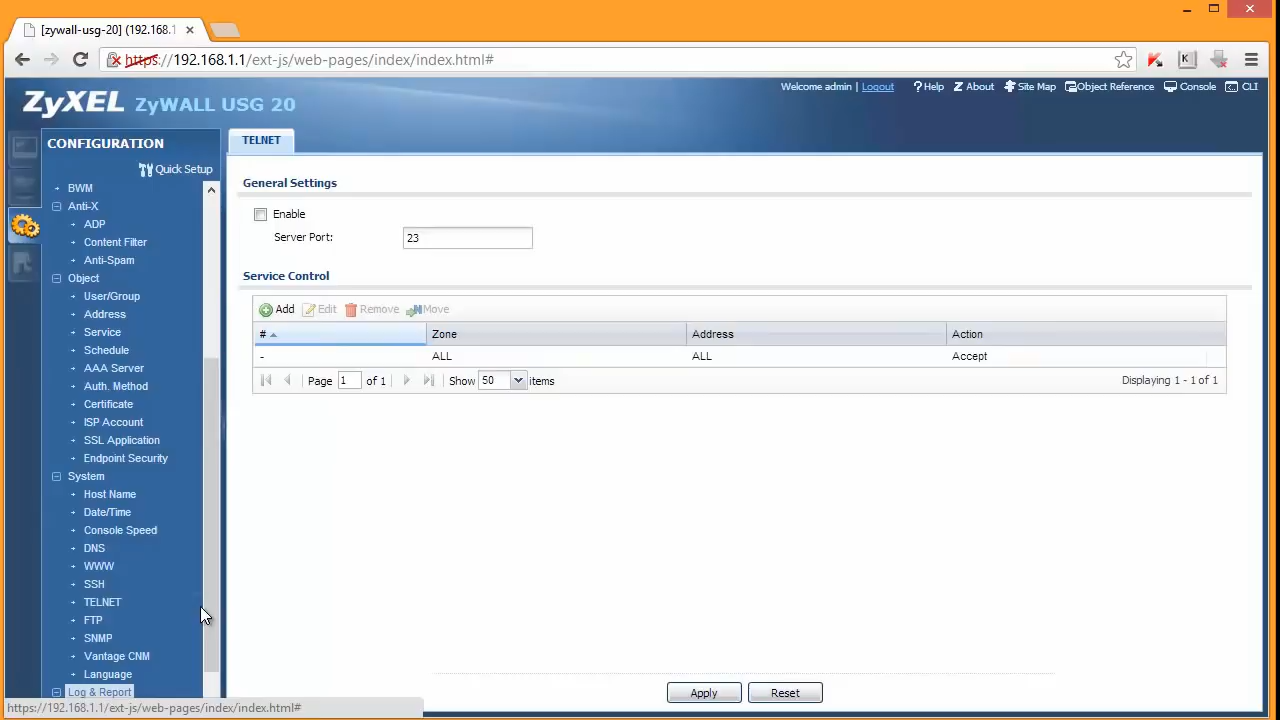 [zywall-usg-20] (192.168.1
https://192.168.1.1/ext-js/web-pages/index/index.html#
ZyXEL ZyWALL USG 20
Welcome admin | Logout ?Help Z About Site Map Object Reference Console CLI
CONFIGURATION
Quick Setup
BWM
Anti-X
ADP
Content Filter
Anti-Spam
Object
User/Group
Address
Service
Schedule
AAA Server
Auth. Method
Certificate
ISP Account
SSL Application
Endpoint Security
System
Host Name
Date/Time
Console Speed
DNS
WWW
SSH
TELNET
FTP
SNMP
Vantage CNM
Language
Log & Report
https://192.168.1.1/ext-js/web-pages/index/index.html#
TELNET
General Settings
Enable
Server Port: 23
Service Control
Add Edit Remove Move
# Zone Address Action
- ALL ALL Accept
Page 1 of 1 Show 50 items Displaying 1 - 1 of 1
Apply Reset